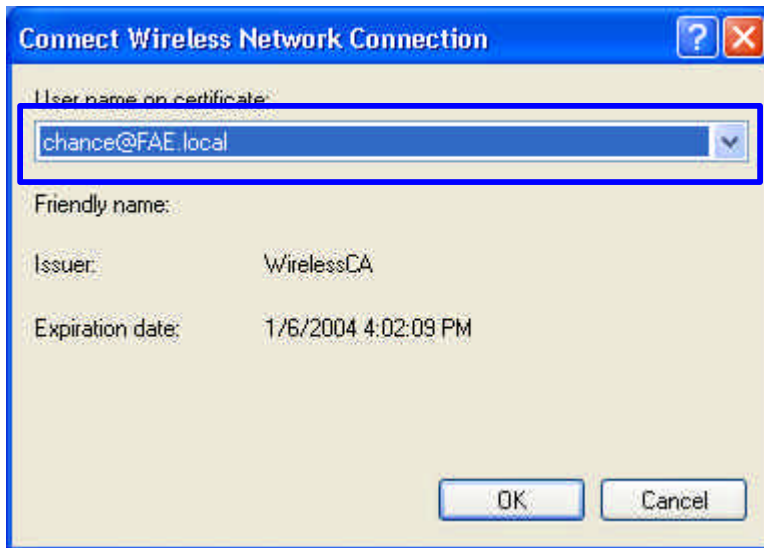 Connect Wireless Network Connection
User name on certificate:
chance@FAE.local
Friendly name:
Issuer: WirelessCA
Expiration date: 1/6/2004 4:02:09 PM
OK Cancel